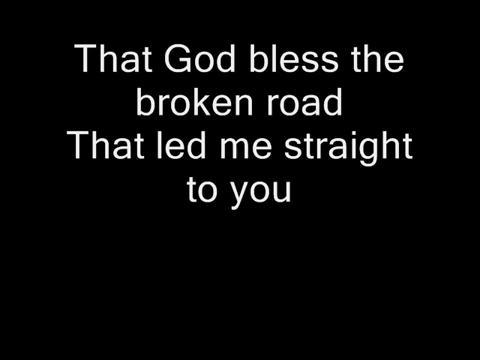 That God bless the
broken road
That led me straight
to you